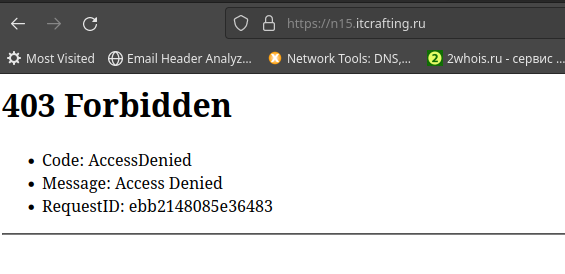 https://n15.itcrafting.ru
Most Visited Email Header Analyz... Network Tools: DNS,... 2 2whois.ru - сервис ...
403 Forbidden
• Code: AccessDenied
• Message: Access Denied
• RequestID: ebb2148085e36483